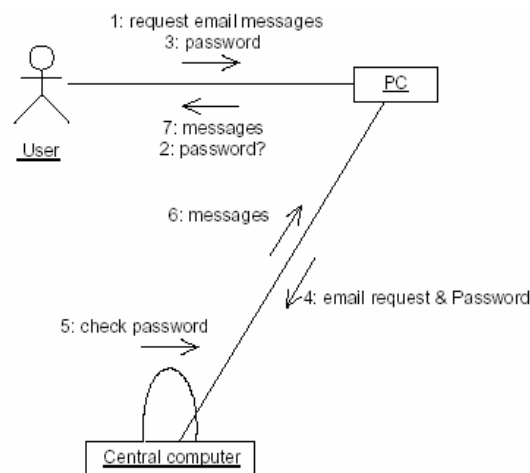 1: request email messages
3: password
PC
7: messages
2: password?
User
6: messages
4: email request & Password
5: check password
Central computer